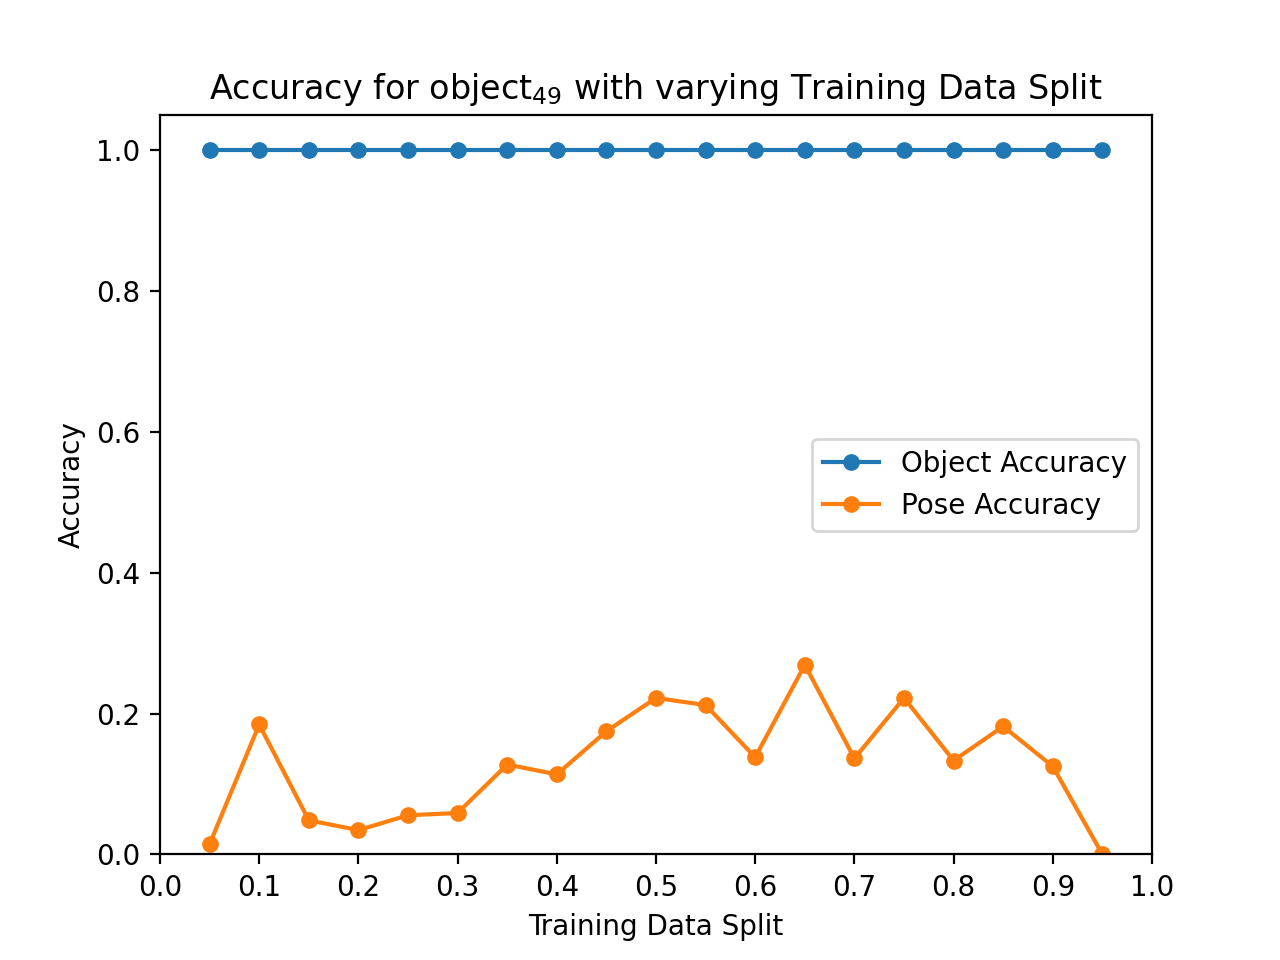 Accuracy for object₄₉ with varying Training Data Split
1.0
0.8
0.6
0.4
0.2
0.0
Accuracy
Object Accuracy
Pose Accuracy
0.0 0.1 0.2 0.3 0.4 0.5 0.6 0.7 0.8 0.9 1.0
Training Data Split